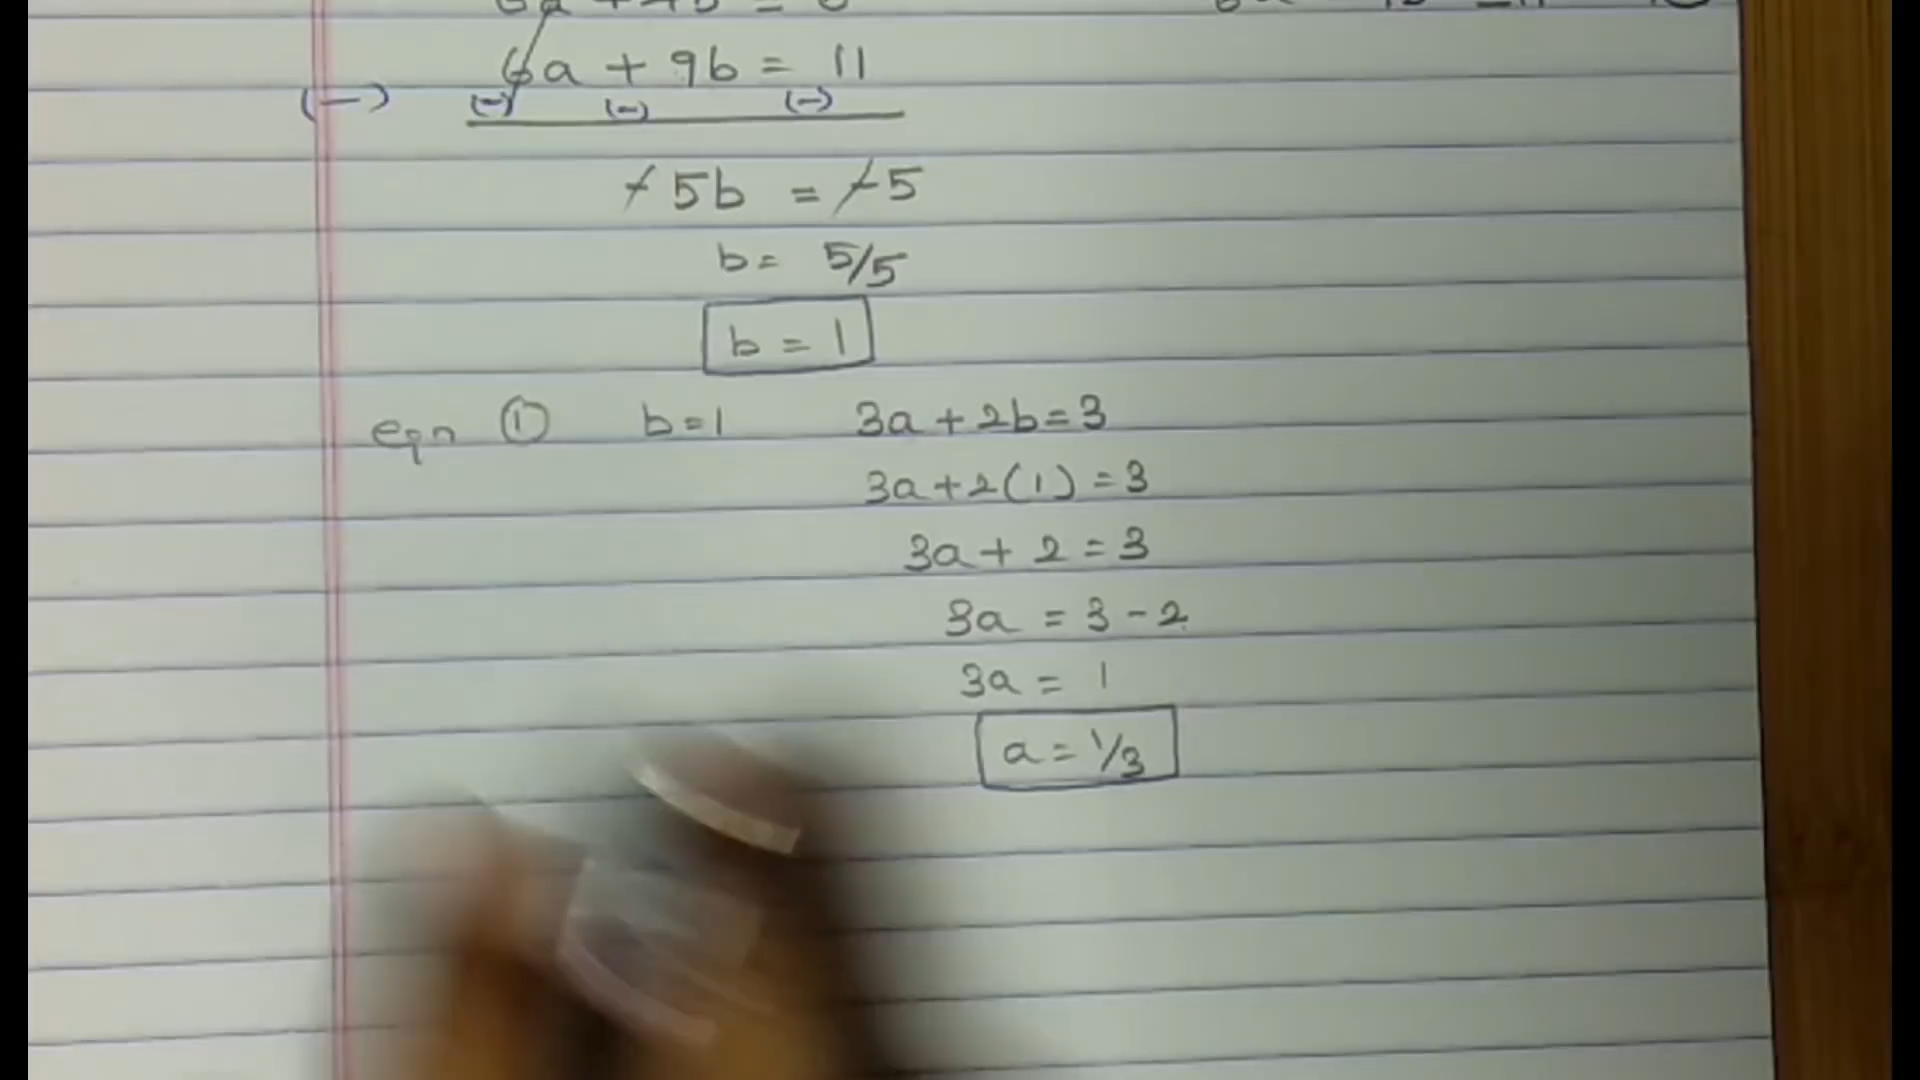 6a + 9b = 11
(-) (-) (-) (-)
-5b = -5
b = 5/5
b = 1
eqn ① b=1 3a+2b=3
3a+2(1)=3
3a+2=3
3a = 3-2
3a = 1
a = 1/3